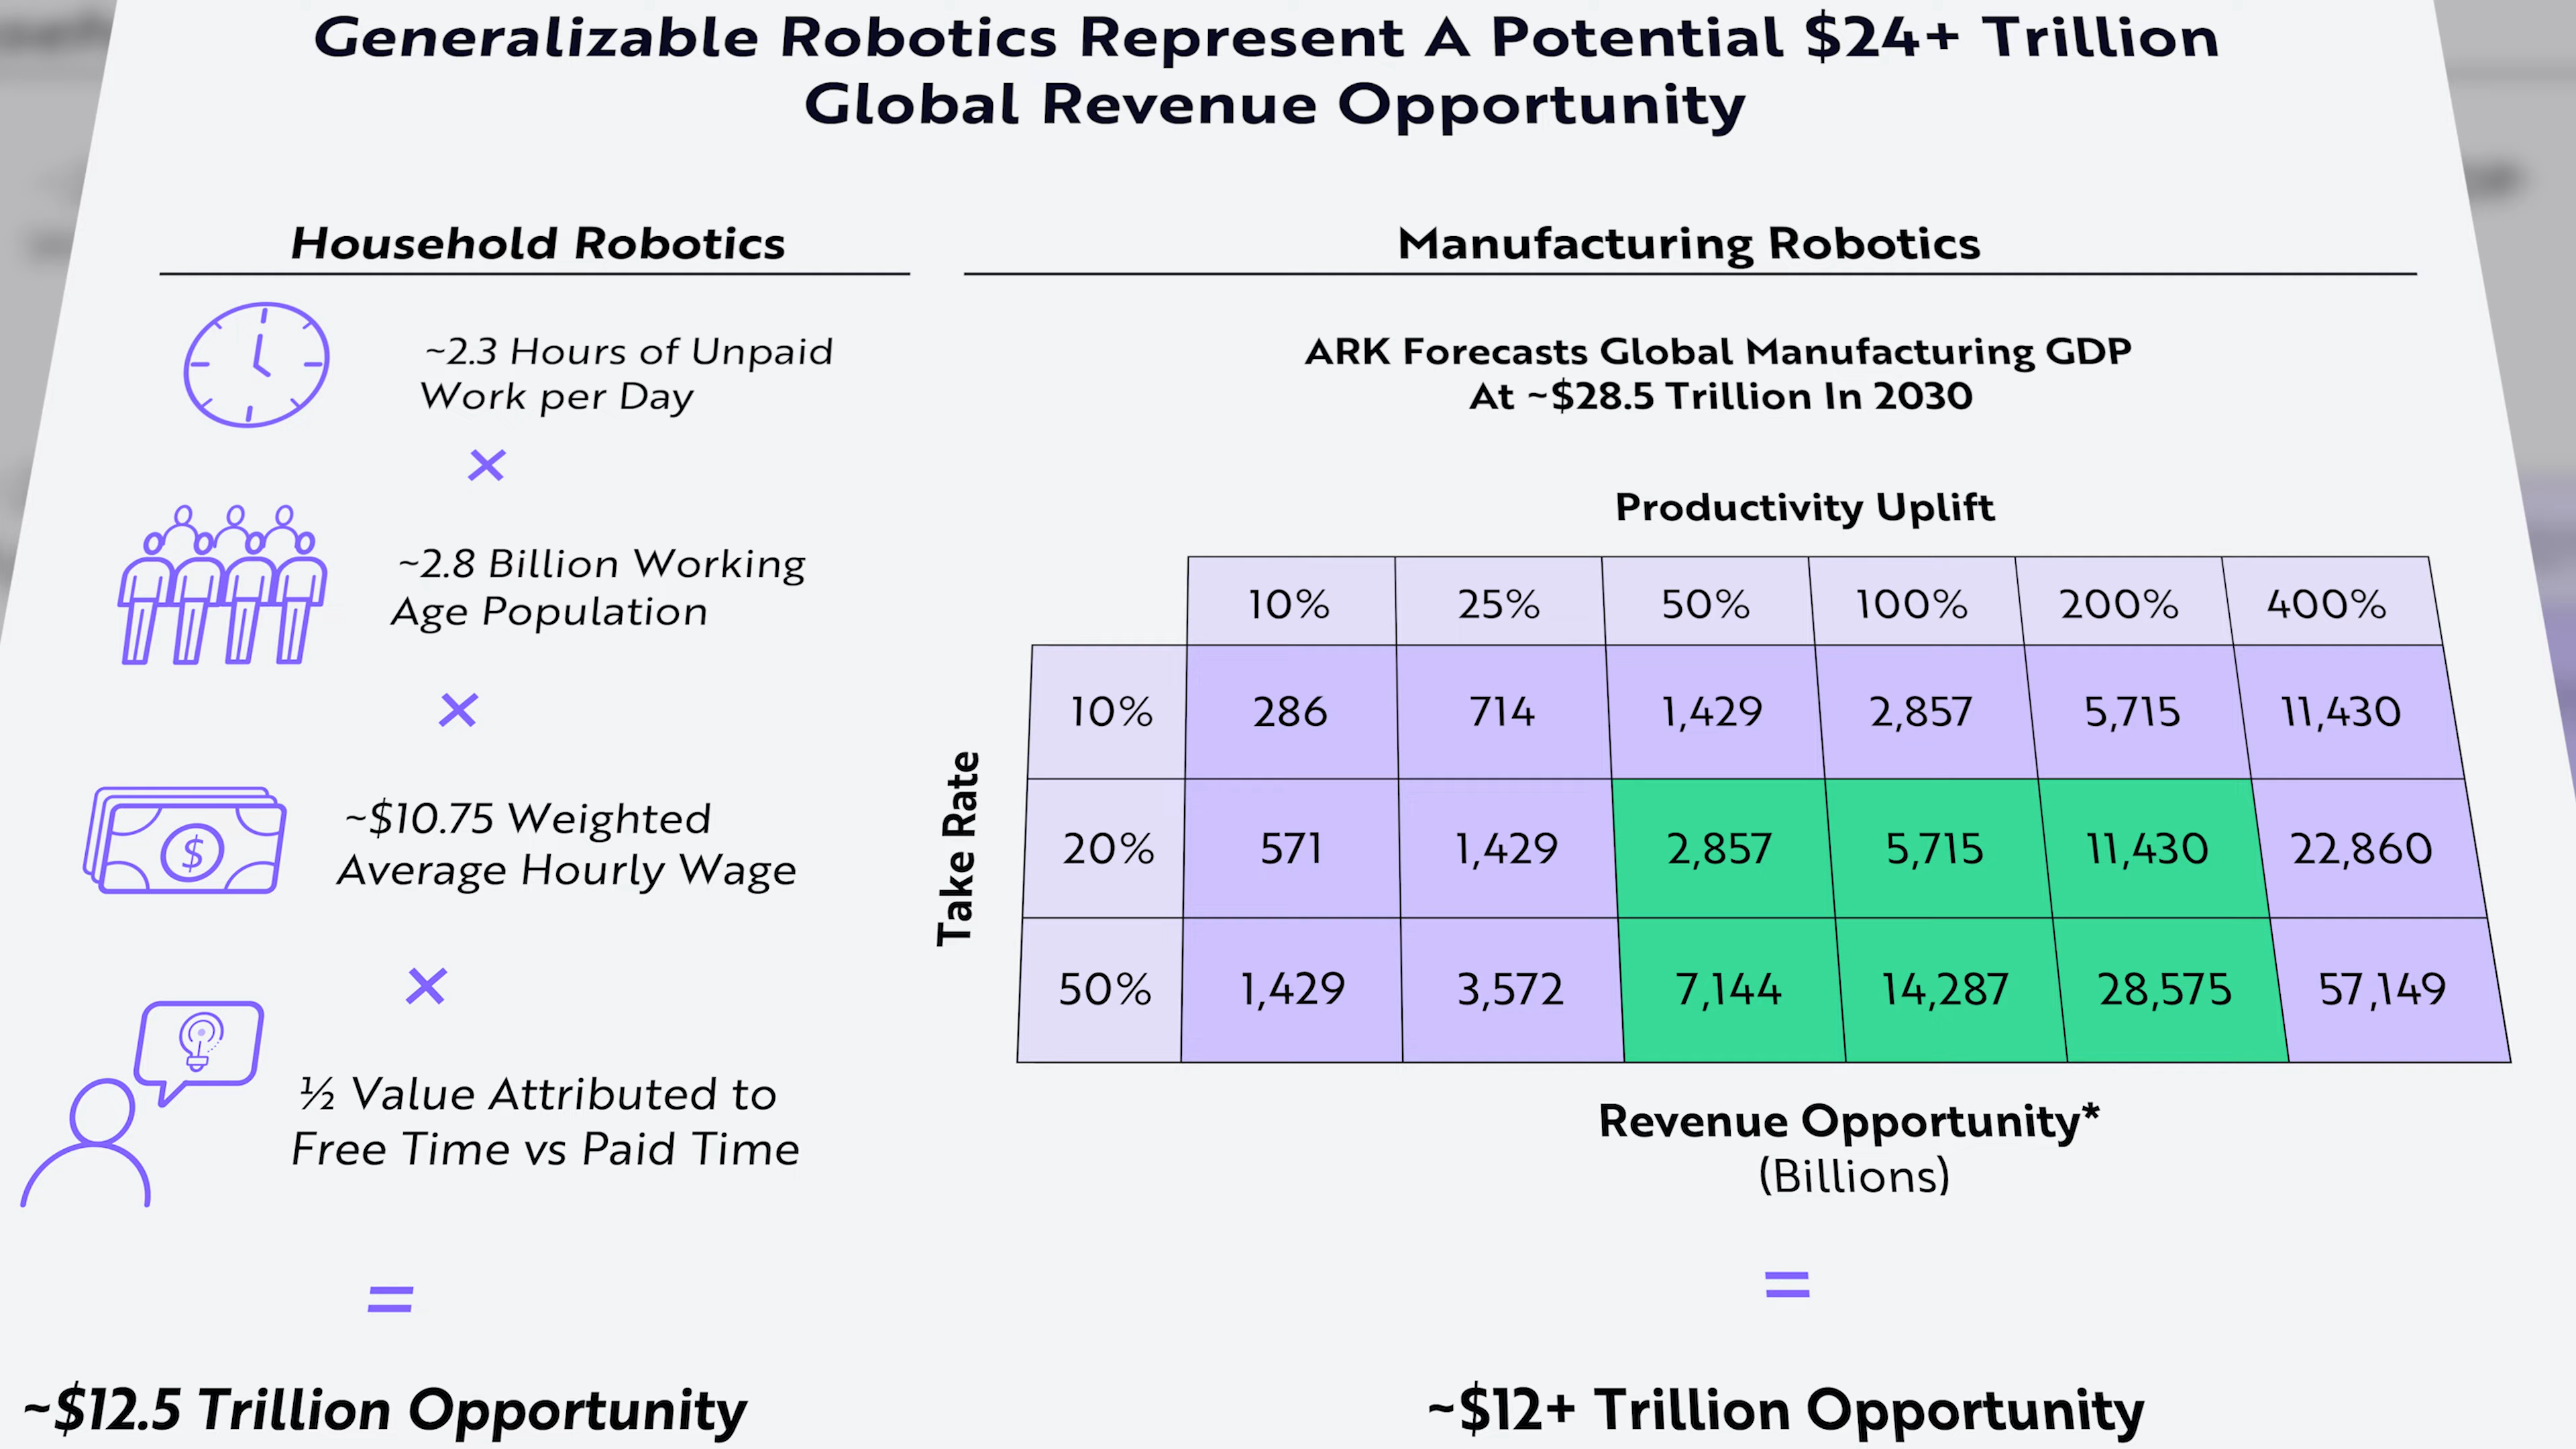 Generalizable Robotics Represent A Potential $24+ Trillion
Global Revenue Opportunity
Household Robotics
~2.3 Hours of Unpaid
Work per Day
×
~2.8 Billion Working
Age Population
×
~$10.75 Weighted
Average Hourly Wage
×
½ Value Attributed to
Free Time vs Paid Time
=
~$12.5 Trillion Opportunity
Manufacturing Robotics
ARK Forecasts Global Manufacturing GDP
At ~$28.5 Trillion In 2030
Productivity Uplift
10% 25% 50% 100% 200% 400%
Take Rate
10% 286 714 1,429 2,857 5,715 11,430
20% 571 1,429 2,857 5,715 11,430 22,860
50% 1,429 3,572 7,144 14,287 28,575 57,149
Revenue Opportunity*
(Billions)
=
~$12+ Trillion Opportunity